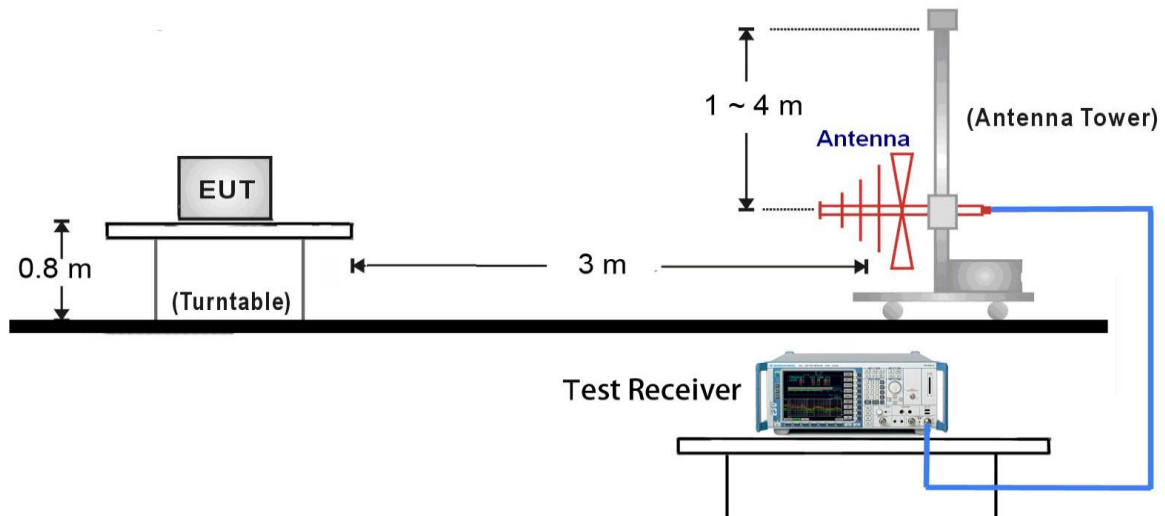 1 ~ 4 m
(Antenna Tower)
Antenna
EUT
0.8 m
3 m
(Turntable)
Test Receiver